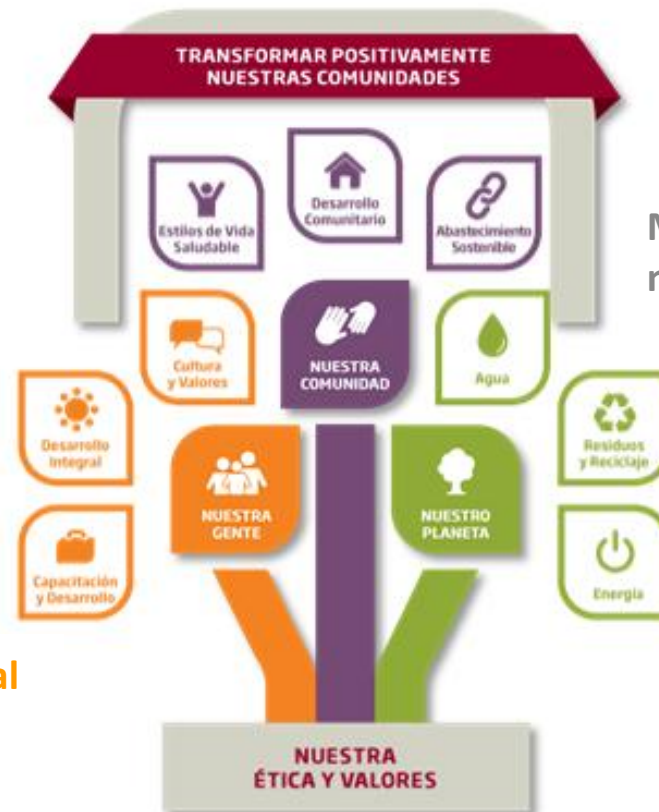 TRANSFORMAR POSITIVAMENTE
NUESTRAS COMUNIDADES
Estilos de Vida
Saludable
Desarrollo
Comunitario
Abastecimiento
Sostenible
Cultura
y Valores
NUESTRA
COMUNIDAD
Agua
Desarrollo
Integral
NUESTRA
GENTE
NUESTRO
PLANETA
Residuos
y Reciclaje
Capacitación
y Desarrollo
Energía
NUESTRA
ÉTICA Y VALORES